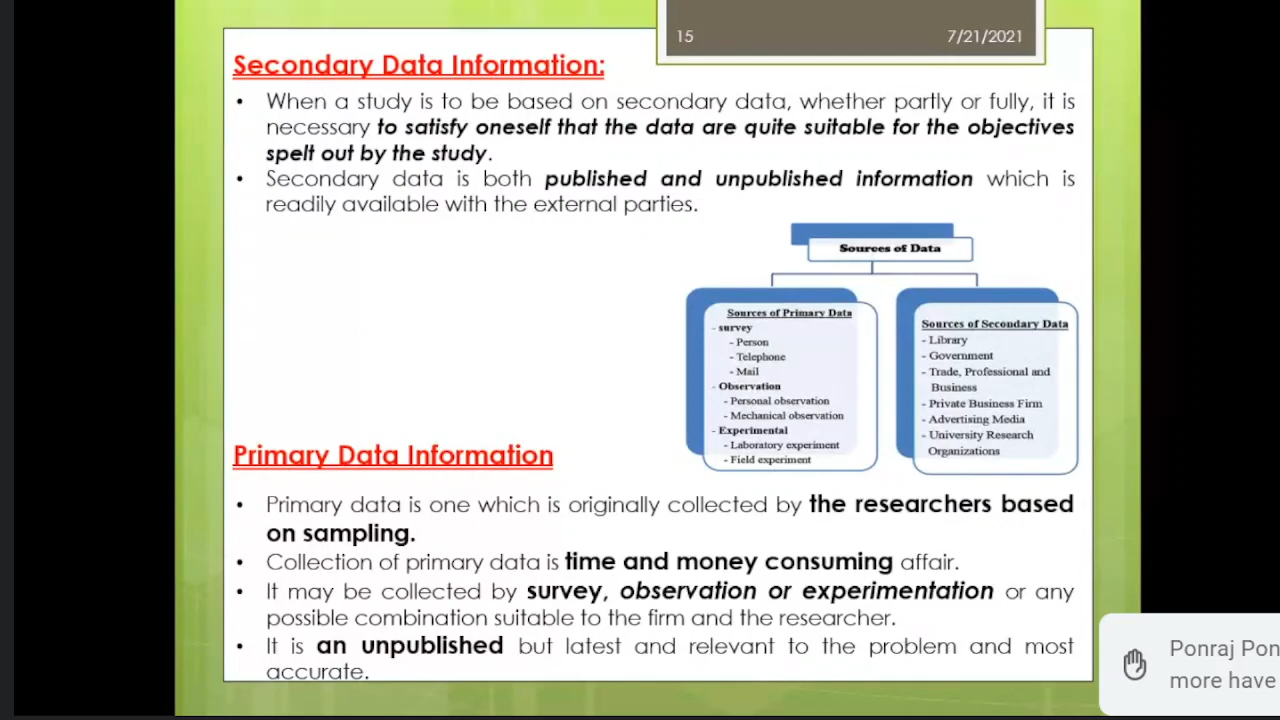 15 7/21/2021
Secondary Data Information:
• When a study is to be based on secondary data, whether partly or fully, it is
necessary to satisfy oneself that the data are quite suitable for the objectives
spelt out by the study.
• Secondary data is both published and unpublished information which is
readily available with the external parties.
Sources of Data
Sources of Primary Data
- survey
- Person
- Telephone
- Mail
- Observation
- Personal observation
- Mechanical observation
- Experimental
- Laboratory experiment
- Field experiment
Sources of Secondary Data
- Library
- Government
- Trade, Professional and
Business
- Private Business Firm
- Advertising Media
- University Research
Organizations
Primary Data Information
• Primary data is one which is originally collected by the researchers based
on sampling.
• Collection of primary data is time and money consuming affair.
• It may be collected by survey, observation or experimentation or any
possible combination suitable to the firm and the researcher.
• It is an unpublished but latest and relevant to the problem and most
accurate.
Ponraj Pon
more have